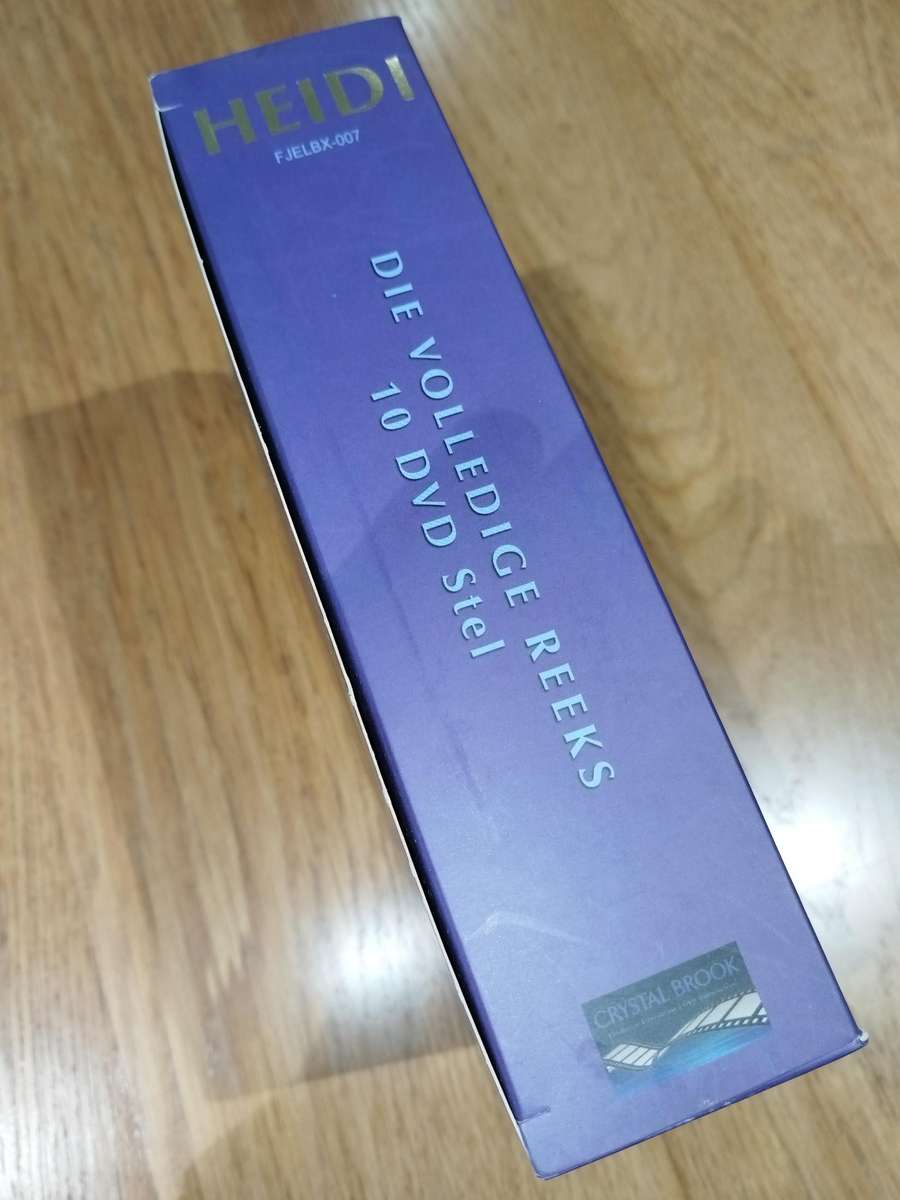 HEIDI
FJELBX-007
DIE VOLLEDIGE REEKS
10 DVD Stel
CRYSTAL BROOK